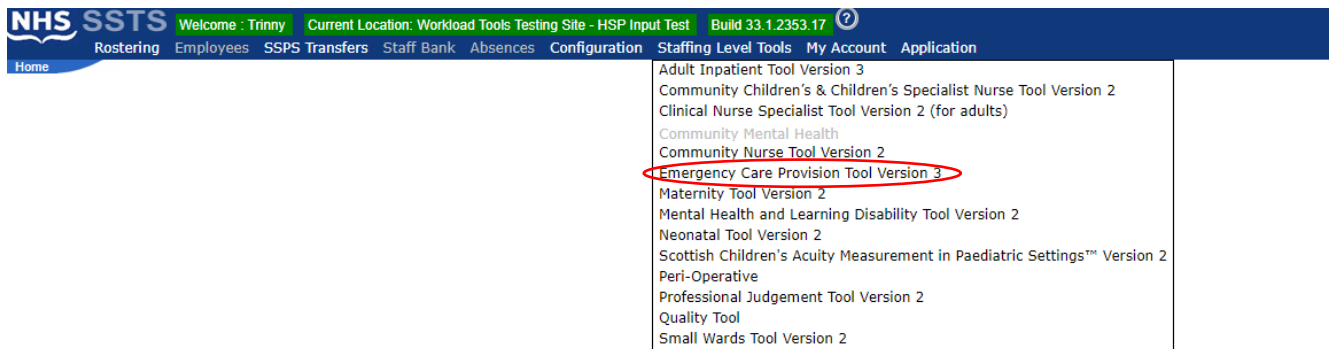 NHS SSTS Welcome : Trinny Current Location: Workload Tools Testing Site - HSP Input Test Build 33.1.2353.17 ?
Rostering Employees SSPS Transfers Staff Bank Absences Configuration Staffing Level Tools My Account Application
Home
Adult Inpatient Tool Version 3
Community Children's & Children's Specialist Nurse Tool Version 2
Clinical Nurse Specialist Tool Version 2 (for adults)
Community Mental Health
Community Nurse Tool Version 2
Emergency Care Provision Tool Version 3
Maternity Tool Version 2
Mental Health and Learning Disability Tool Version 2
Neonatal Tool Version 2
Scottish Children's Acuity Measurement in Paediatric Settings™ Version 2
Peri-Operative
Professional Judgement Tool Version 2
Quality Tool
Small Wards Tool Version 2